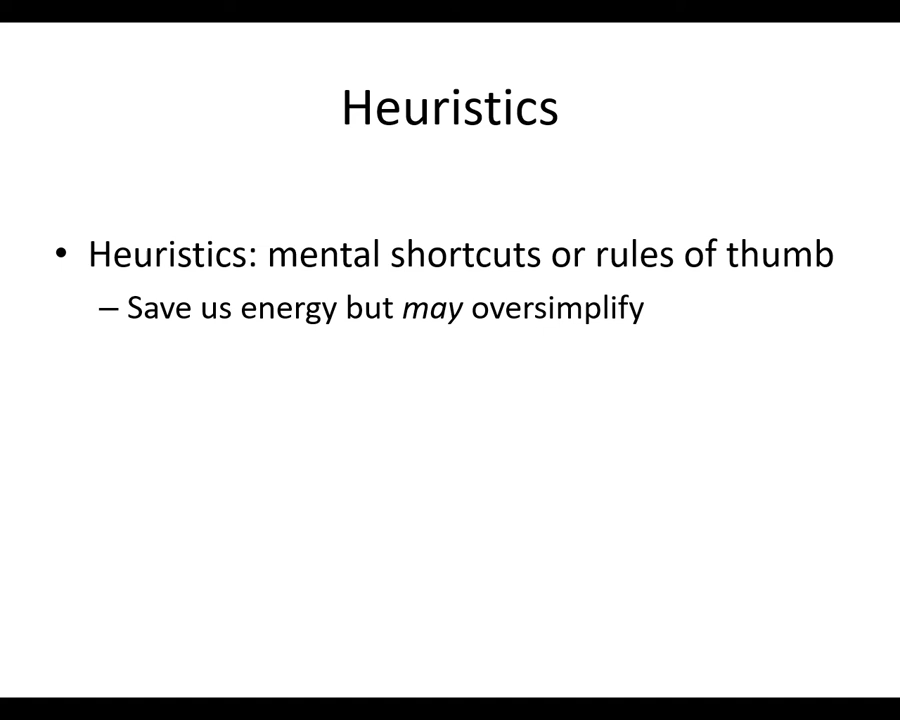 Heuristics
• Heuristics: mental shortcuts or rules of thumb
– Save us energy but may oversimplify